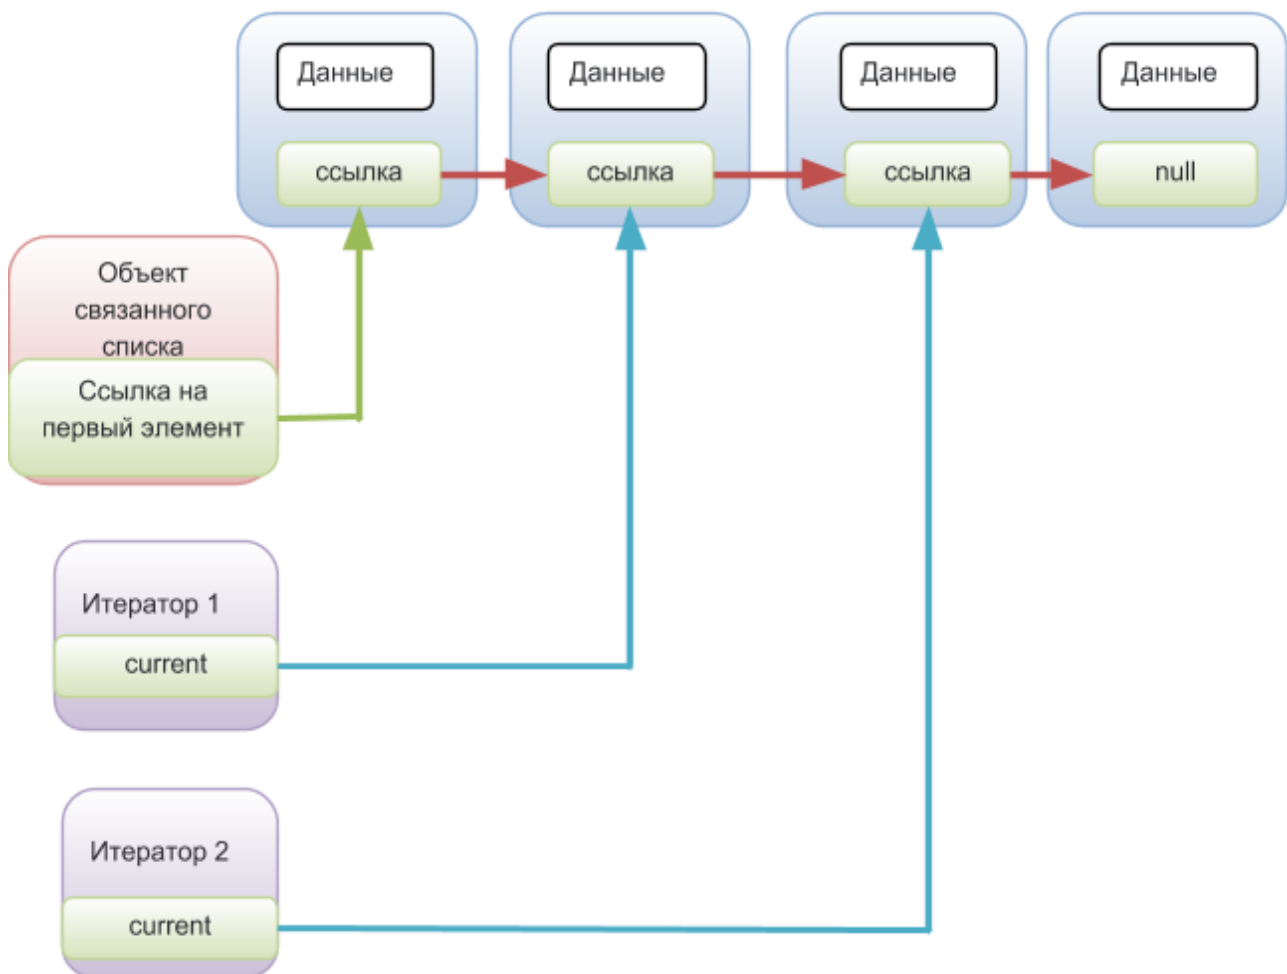 Данные
Данные
Данные
Данные
ссылка
ссылка
ссылка
null
Объект
связанного
списка
Ссылка на
первый элемент
Итератор 1
current
Итератор 2
current